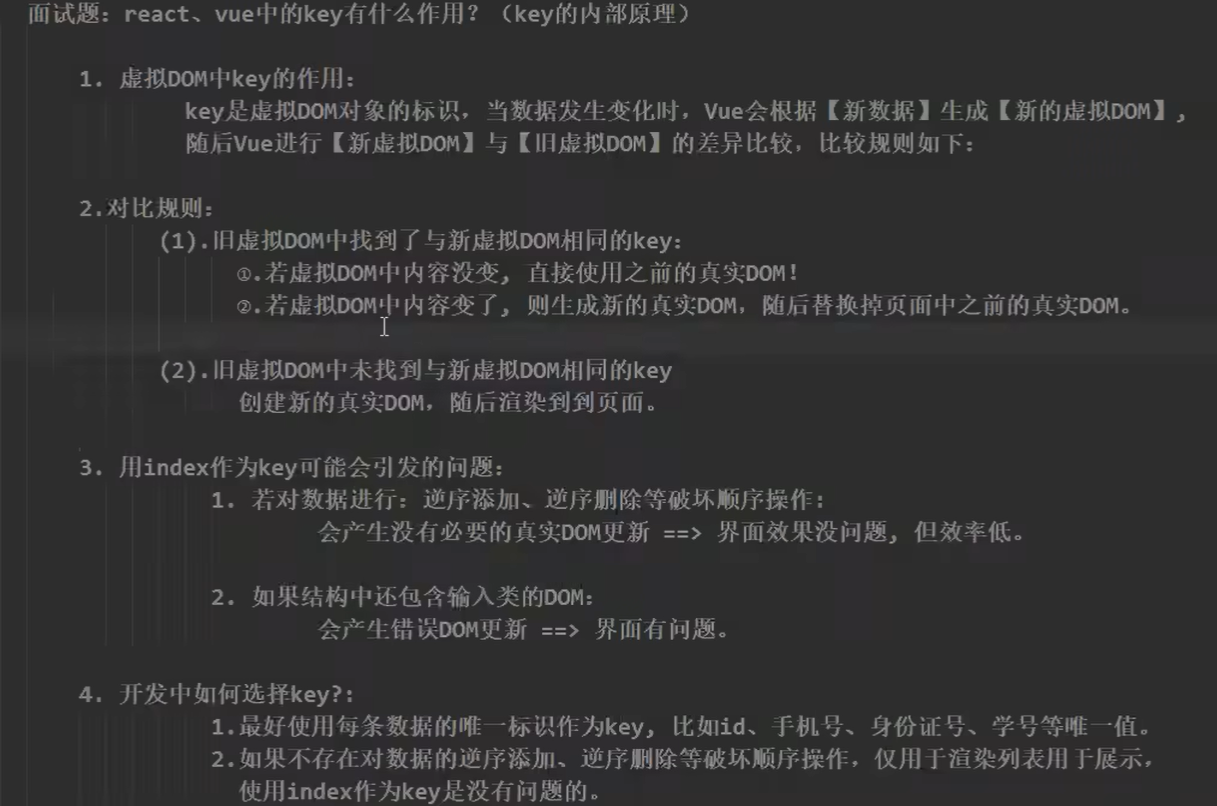 面试题：react、vue中的key有什么作用？（key的内部原理）
1. 虚拟DOM中key的作用：
key是虚拟DOM对象的标识，当数据发生变化时，Vue会根据【新数据】生成【新的虚拟DOM】,
随后Vue进行【新虚拟DOM】与【旧虚拟DOM】的差异比较，比较规则如下：
2.对比规则：
(1).旧虚拟DOM中找到了与新虚拟DOM相同的key：
①.若虚拟DOM中内容没变, 直接使用之前的真实DOM！
②.若虚拟DOM中内容变了, 则生成新的真实DOM，随后替换掉页面中之前的真实DOM。
(2).旧虚拟DOM中未找到与新虚拟DOM相同的key
创建新的真实DOM，随后渲染到到页面。
3. 用index作为key可能会引发的问题：
1. 若对数据进行：逆序添加、逆序删除等破坏顺序操作：
会产生没有必要的真实DOM更新 ==> 界面效果没问题, 但效率低。
2. 如果结构中还包含输入类的DOM：
会产生错误DOM更新 ==> 界面有问题。
4. 开发中如何选择key?:
1.最好使用每条数据的唯一标识作为key, 比如id、手机号、身份证号、学号等唯一值。
2.如果不存在对数据的逆序添加、逆序删除等破坏顺序操作，仅用于渲染列表用于展示，
使用index作为key是没有问题的。